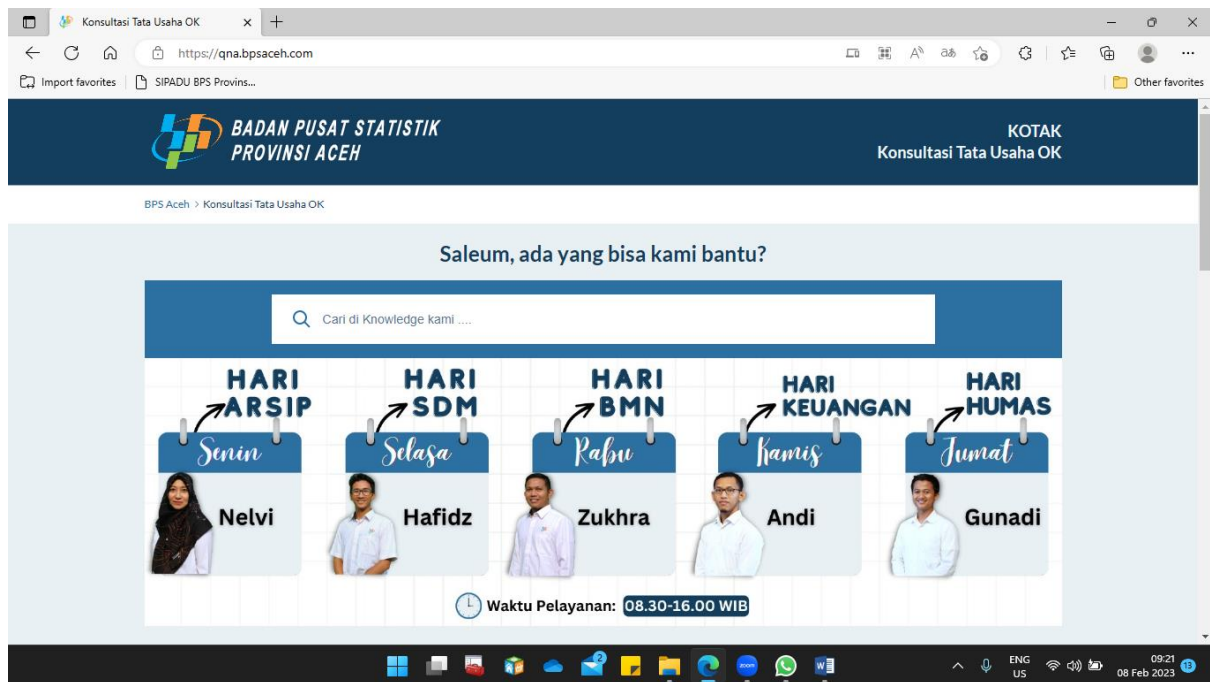 Konsultasi Tata Usaha OK
https://qna.bpsaceh.com
Import favorites
SIPADU BPS Provins...
Other favorites
BADAN PUSAT STATISTIK
PROVINSI ACEH
KOTAK
Konsultasi Tata Usaha OK
BPS Aceh > Konsultasi Tata Usaha OK
Saleum, ada yang bisa kami bantu?
Cari di Knowledge kami ....
HARI ARSIP
Senin
Nelvi
HARI SDM
Selasa
Hafidz
HARI BMN
Rabu
Zukhra
HARI KEUANGAN
Kamis
Andi
HARI HUMAS
Jumat
Gunadi
Waktu Pelayanan: 08.30-16.00 WIB
2
zoom
ENG
US
09:21
08 Feb 2023
13